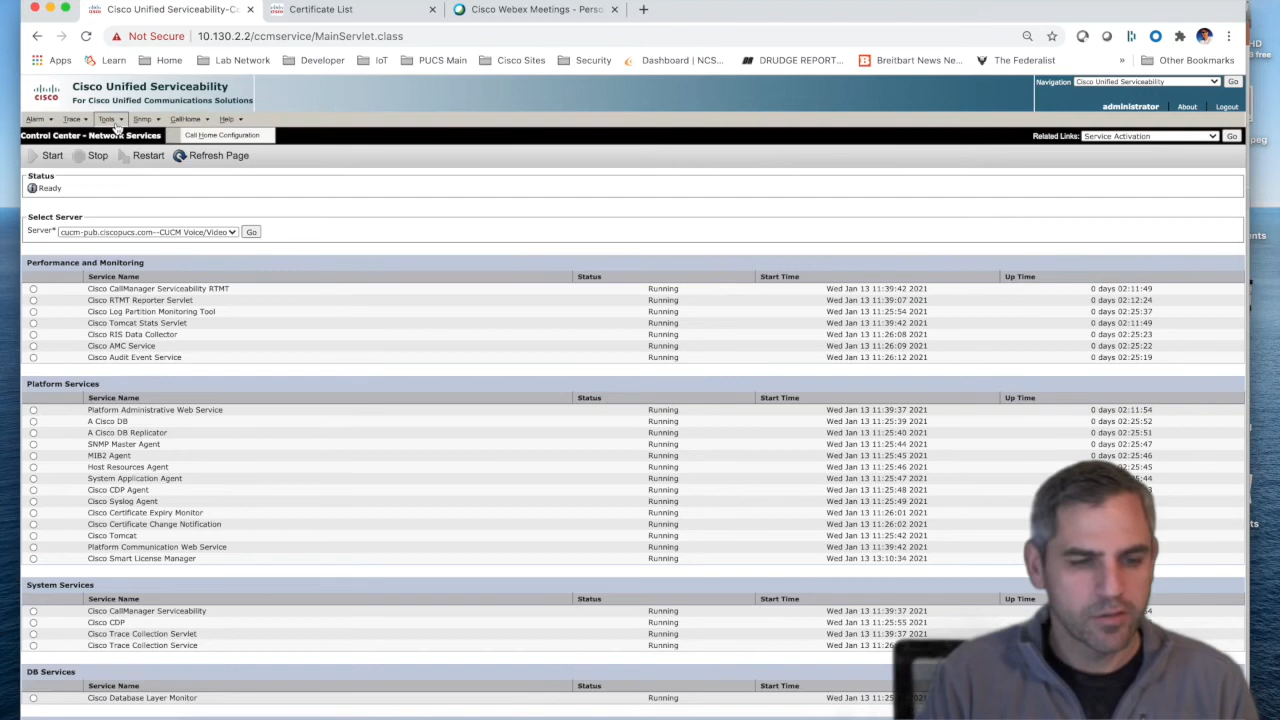 Cisco Unified Serviceability-C
Certificate List
Cisco Webex Meetings - Perso
Not Secure
10.130.2.2/ccmservice/MainServlet.class
Apps
Learn
Home
Lab Network
Developer
IoT
PUCS Main
Cisco Sites
Security
Dashboard | NCS...
DRUDGE REPORT...
Breitbart News Ne...
The Federalist
»
Other Bookmarks
CISCO
Cisco Unified Serviceability
For Cisco Unified Communications Solutions
Navigation
Cisco Unified Serviceability
Go
administrator
About
Logout
Alarm
Trace
Tools
Snmp
CallHome
Help
Control Center - Network Services
Call Home Configuration
Related Links:
Service Activation
Go
Start
Stop
Restart
Refresh Page
Status
Ready
Select Server
Server*
cucm-pub.ciscopucs.com--CUCM Voice/Video
Go
Performance and Monitoring
Service Name Status Start Time Up Time
Cisco CallManager Serviceability RTMT Running Wed Jan 13 11:39:42 2021 0 days 02:11:49
Cisco RTMT Reporter Servlet Running Wed Jan 13 11:39:07 2021 0 days 02:12:24
Cisco Log Partition Monitoring Tool Running Wed Jan 13 11:25:54 2021 0 days 02:25:37
Cisco Tomcat Stats Servlet Running Wed Jan 13 11:39:42 2021 0 days 02:11:49
Cisco RIS Data Collector Running Wed Jan 13 11:26:08 2021 0 days 02:25:23
Cisco AMC Service Running Wed Jan 13 11:26:09 2021 0 days 02:25:22
Cisco Audit Event Service Running Wed Jan 13 11:26:12 2021 0 days 02:25:19
Platform Services
Service Name Status Start Time Up Time
Platform Administrative Web Service Running Wed Jan 13 11:39:37 2021 0 days 02:11:54
A Cisco DB Running Wed Jan 13 11:25:39 2021 0 days 02:25:52
A Cisco DB Replicator Running Wed Jan 13 11:25:40 2021 0 days 02:25:51
SNMP Master Agent Running Wed Jan 13 11:25:44 2021 0 days 02:25:47
MIB2 Agent Running Wed Jan 13 11:25:45 2021 0 days 02:25:46
Host Resources Agent Running Wed Jan 13 11:25:46 2021 02:25:45
System Application Agent Running Wed Jan 13 11:25:47 2021
Cisco CDP Agent Running Wed Jan 13 11:25:48 2021
Cisco Syslog Agent Running Wed Jan 13 11:25:49 2021
Cisco Certificate Expiry Monitor Running Wed Jan 13 11:26:01 2021
Cisco Certificate Change Notification Running Wed Jan 13 11:26:02 2021
Cisco Tomcat Running Wed Jan 13 11:25:42 2021
Platform Communication Web Service Running Wed Jan 13 11:39:42 2021
Cisco Smart License Manager Running Wed Jan 13 13:10:34 2021
System Services
Service Name Status Start Time Up Time
Cisco CallManager Serviceability Running Wed Jan 13 11:39:37 2021
Cisco CDP Running Wed Jan 13 11:25:55 2021
Cisco Trace Collection Servlet Running Wed Jan 13 11:39:37 2021
Cisco Trace Collection Service Running Wed Jan 13 11:26
DB Services
Service Name Status Start Time
Cisco Database Layer Monitor Running Wed Jan 13 11:25